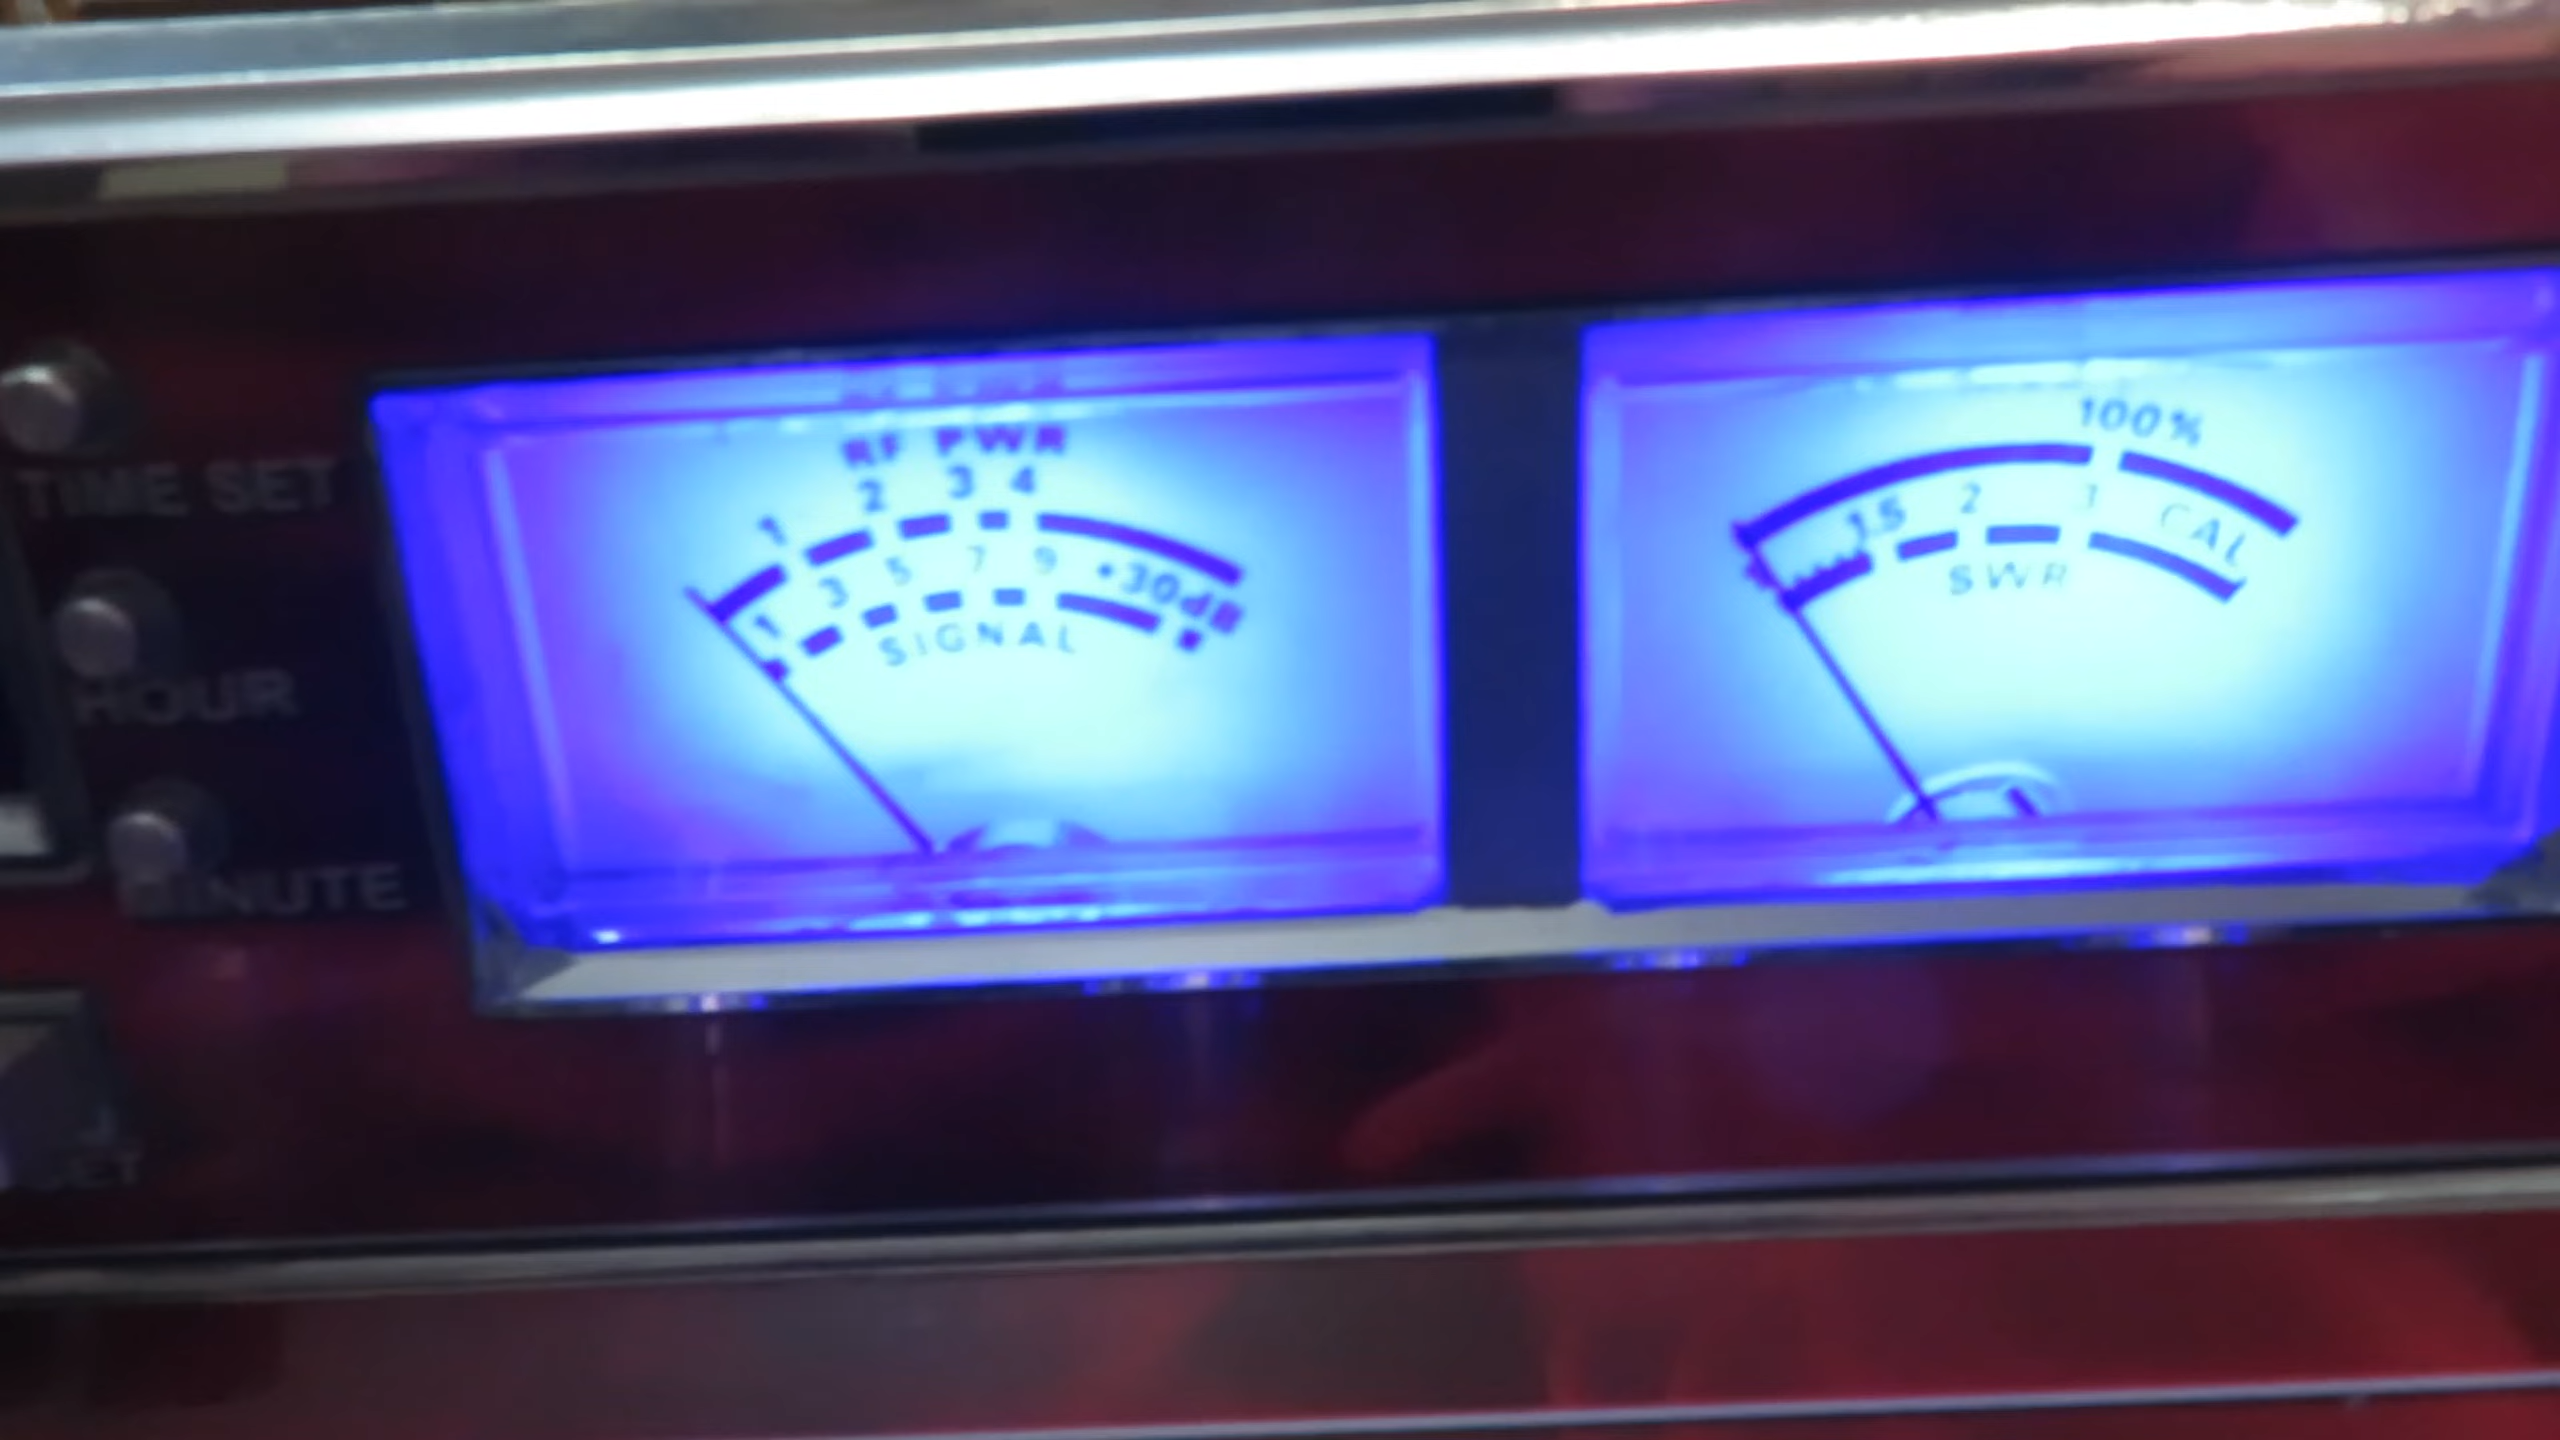 TIME SET
HOUR
MINUTE
RF PWR
1 2 3 4
1 3 5 7 9 +30dB
SIGNAL
100%
1.5 2 3 CAL
SWR